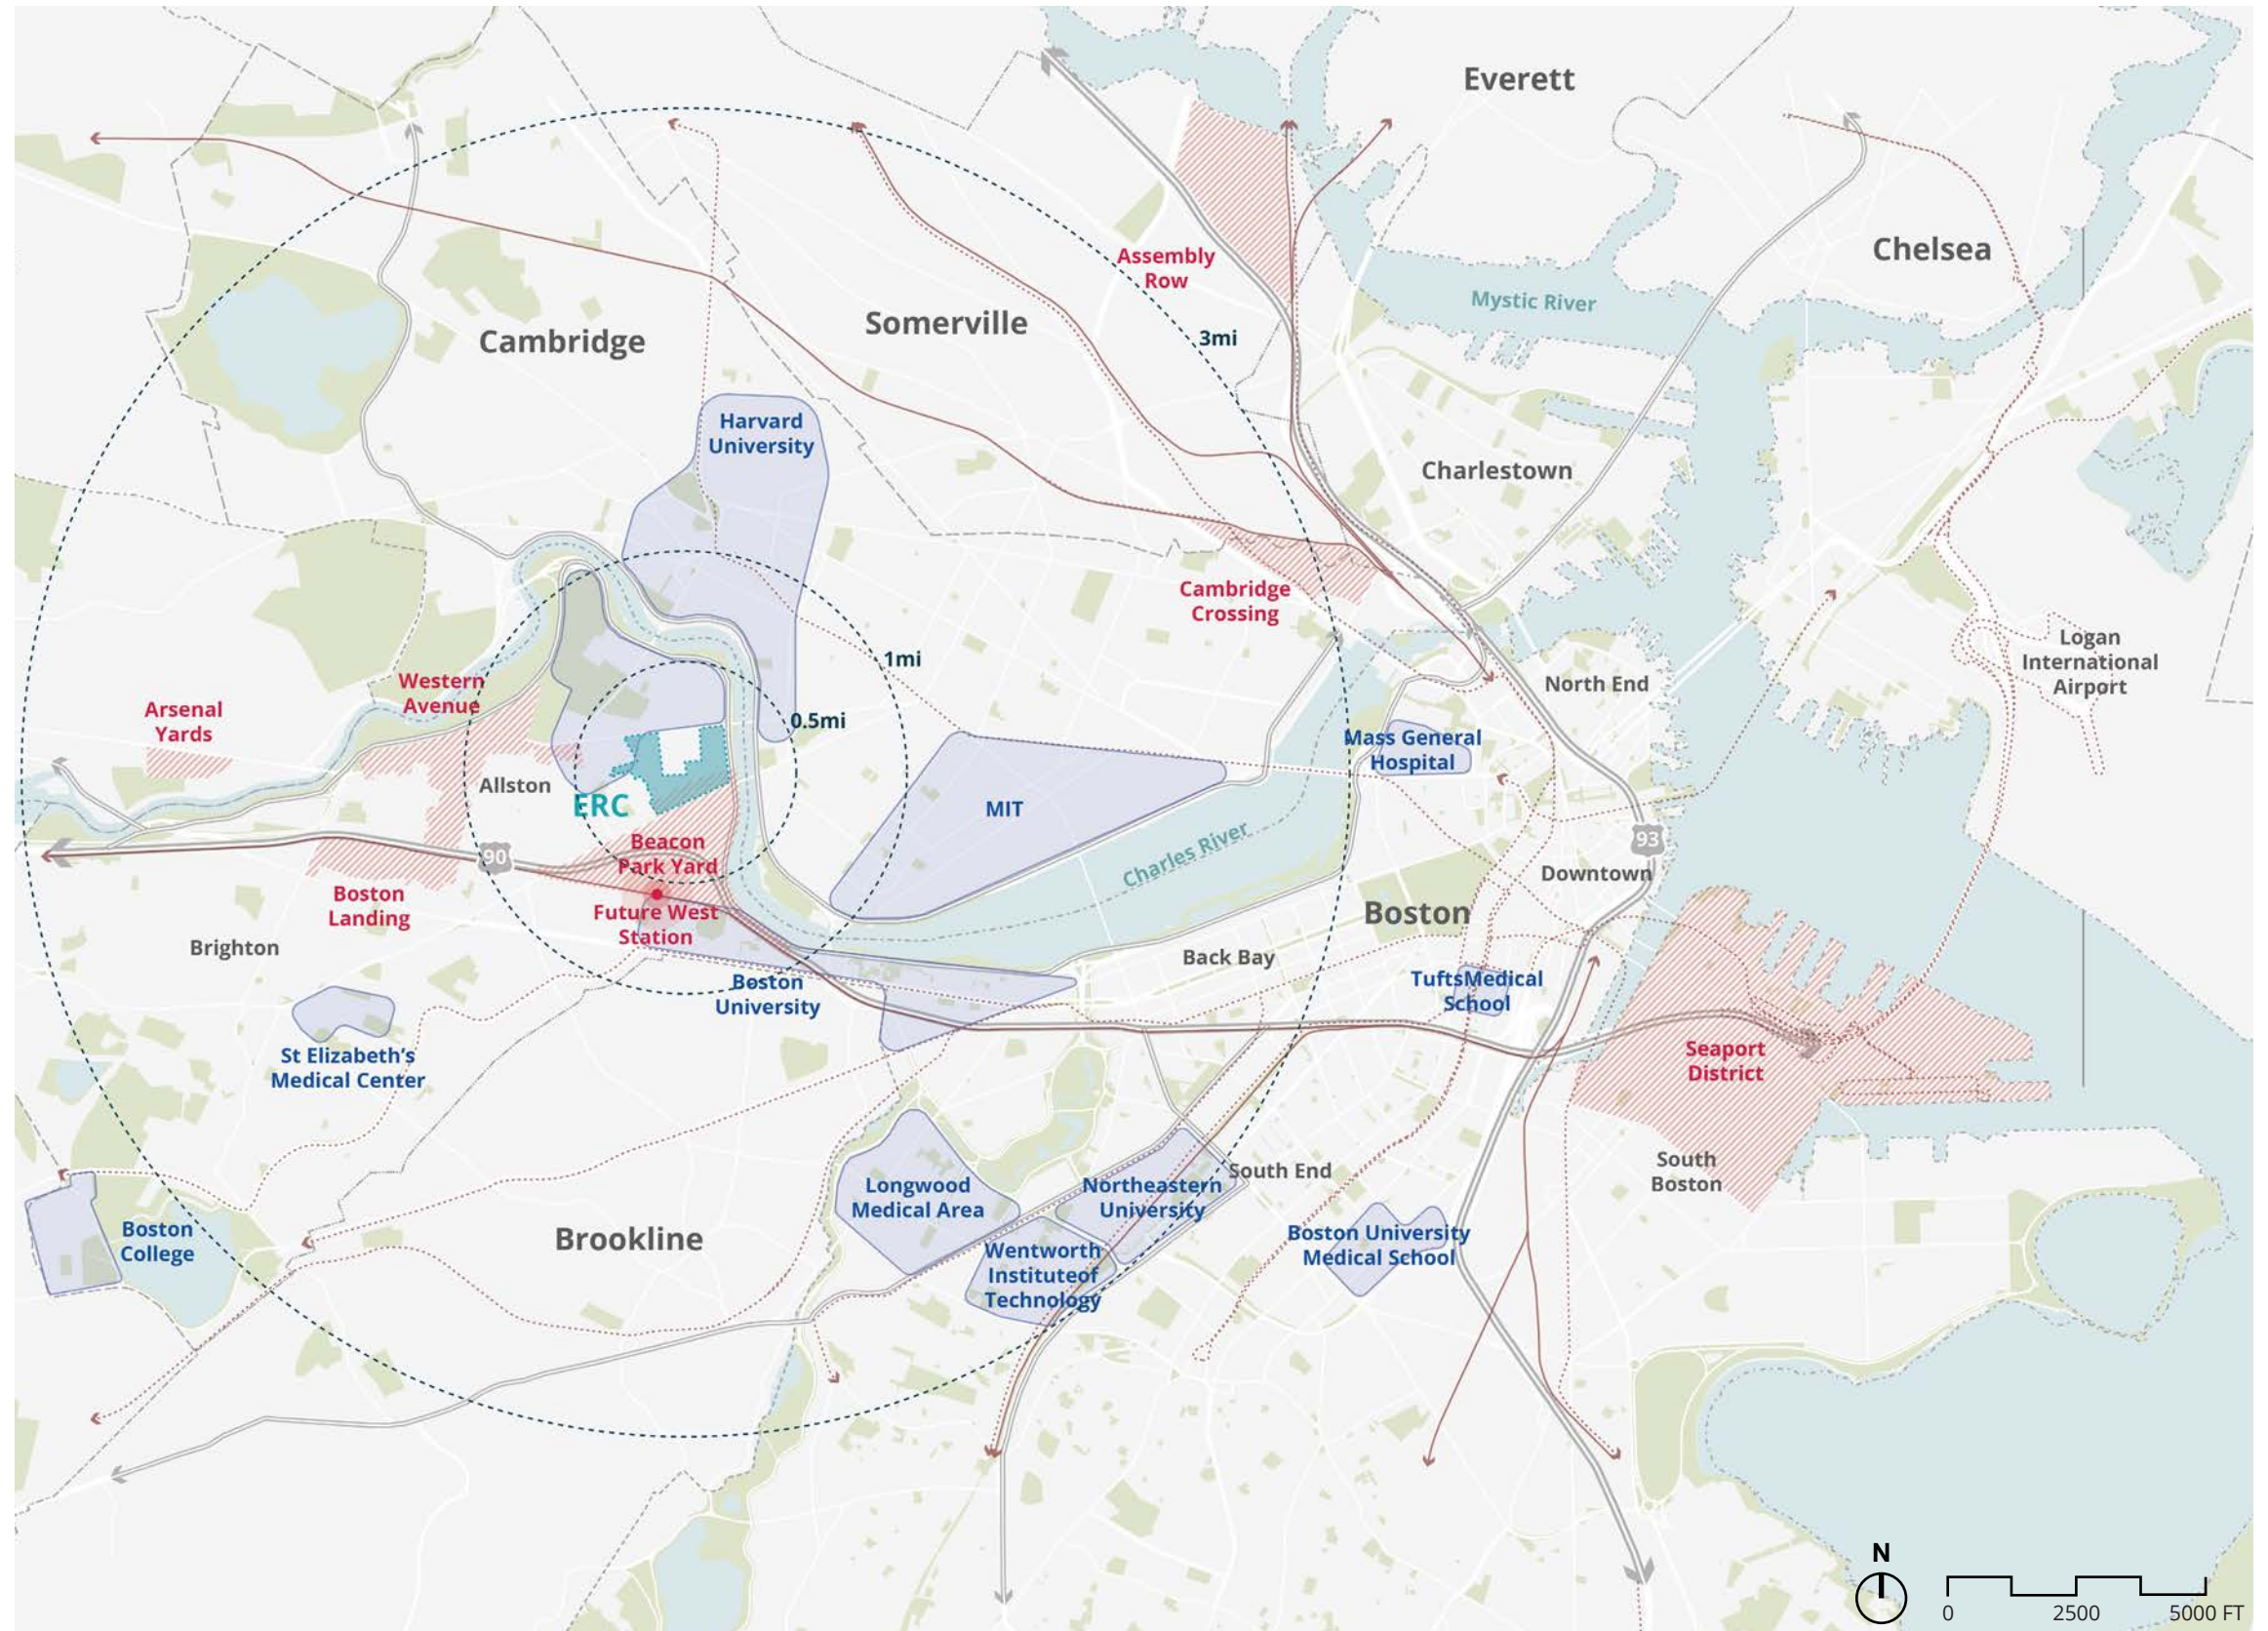 Everett
Chelsea
Assembly
Row
Mystic River
Somerville
3mi
Cambridge
Harvard
University
Charlestown
Cambridge
Crossing
Logan
International
Airport
1mi
North End
Western
Avenue
Arsenal
Yards
0.5mi
Mass General
Hospital
Allston
ERC
MIT
93
Beacon
Park Yard
90
Charles River
Downtown
Boston
Landing
Boston
Future West
Station
Brighton
Back Bay
Boston
University
TuftsMedical
School
St Elizabeth's
Medical Center
Seaport
District
South End
South
Boston
Longwood
Medical Area
Northeastern
University
Boston
College
Brookline
Boston University
Medical School
Wentworth
Instituteof
Technology
N
0 2500 5000 FT